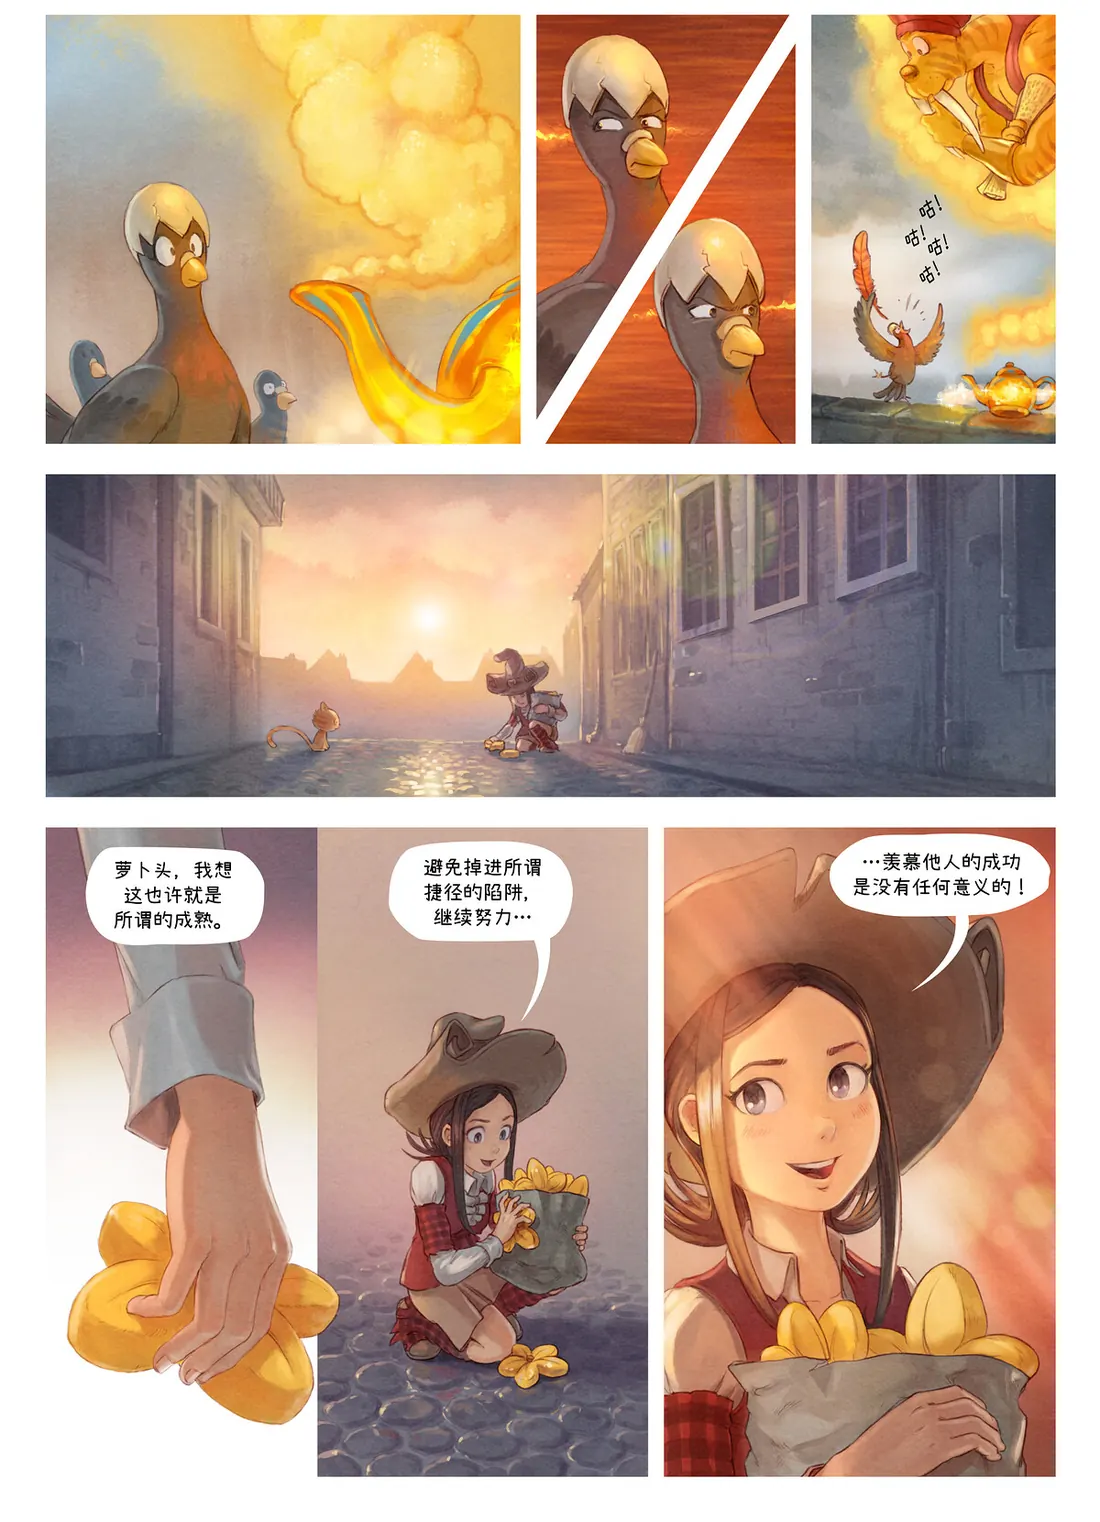 咕!
咕!
咕!
咕!
萝卜头，我想
这也许就是
所谓的成熟。
避免掉进所谓
捷径的陷阱，
继续努力…
…羡慕他人的成功
是没有任何意义的！